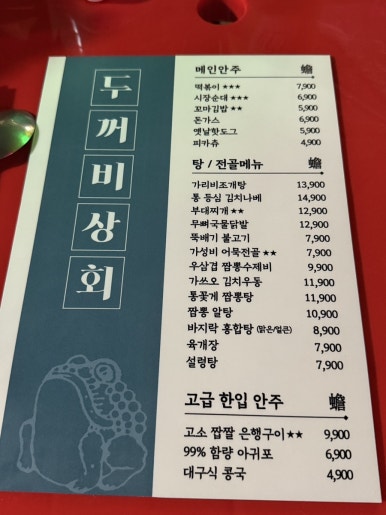 두꺼비상회
메인안주 蟾
떡볶이 ★★★ 7,900
시장순대 ★★★ 6,900
꼬마김밥 ★★ 5,900
돈가스 6,900
옛날핫도그 5,900
피카츄 4,900
탕 / 전골메뉴 蟾
가리비조개탕 13,900
통 등심 김치나베 14,900
부대찌개 ★★ 12,900
무뼈국물닭발 12,900
뚝배기 불고기 7,900
가성비 어묵전골 ★★ 7,900
우삼겹 짬뽕수제비 9,900
가쓰오 김치우동 11,900
통꽃게 짬뽕탕 11,900
짬뽕 알탕 10,900
바지락 홍합탕 (맑은/얼큰) 8,900
육개장 7,900
설렁탕 7,900
고급 한입 안주 蟾
고소 짭짤 은행구이 ★★ 9,900
99% 함량 아귀포 6,900
대구식 콩국 4,900